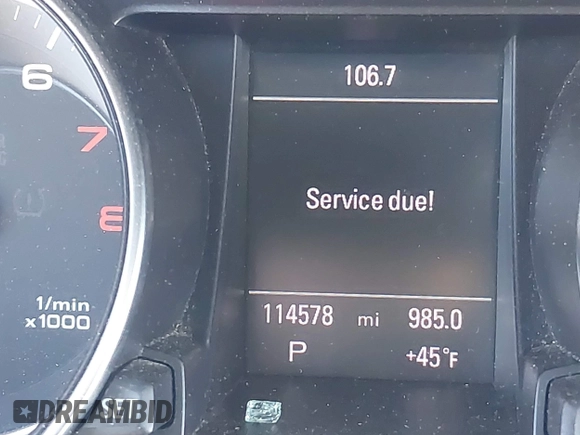 106.7
6
7
8
Service due!
1/min
x1000
114578 mi 985.0
P +45°F
DREAMBID